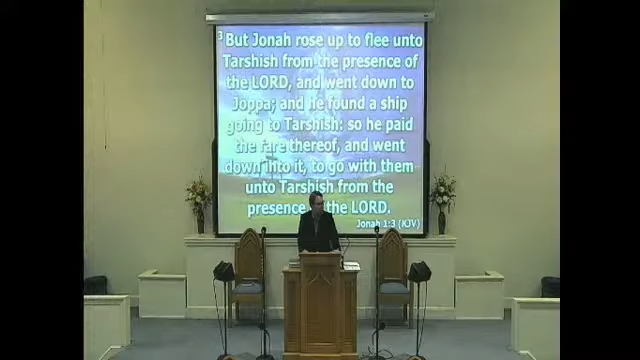 3 But Jonah rose up to flee unto
Tarshish from the presence of
the LORD, and went down to
Joppa; and he found a ship
going to Tarshish: so he paid
the fare thereof, and went
down into it, to go with them
unto Tarshish from the
presence the LORD.
Jonah 1:3 (KJV)